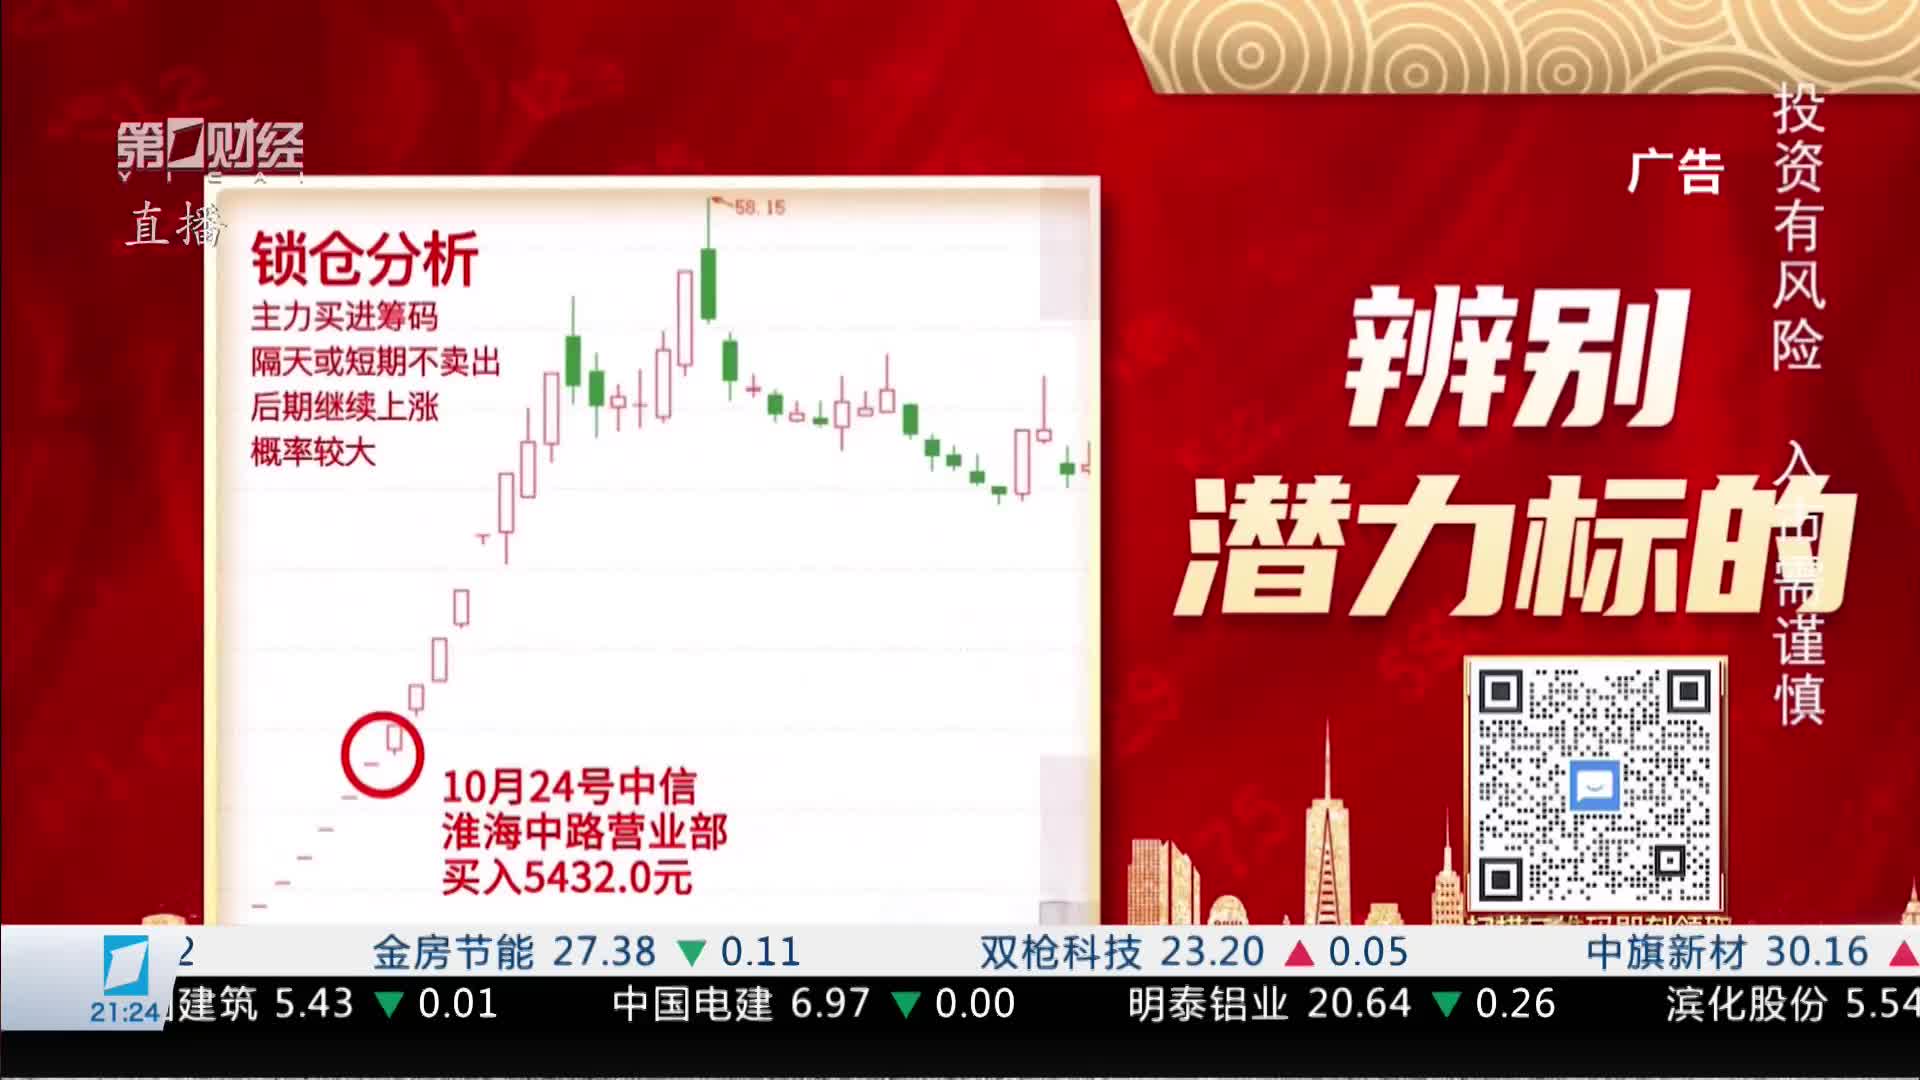 第一财经
YICAI
直播
广告
投资有风险 入市需谨慎
58.15
锁仓分析
主力买进筹码
隔天或短期不卖出
后期继续上涨
概率较大
辨别
潜力标的
10月24号中信
淮海中路营业部
买入5432.0元
2 金房节能 27.38 ▼ 0.11 双枪科技 23.20 ▲ 0.05 中旗新材 30.16 ▲
21:24
建筑 5.43 ▼ 0.01 中国电建 6.97 ▼ 0.00 明泰铝业 20.64 ▼ 0.26 滨化股份 5.54